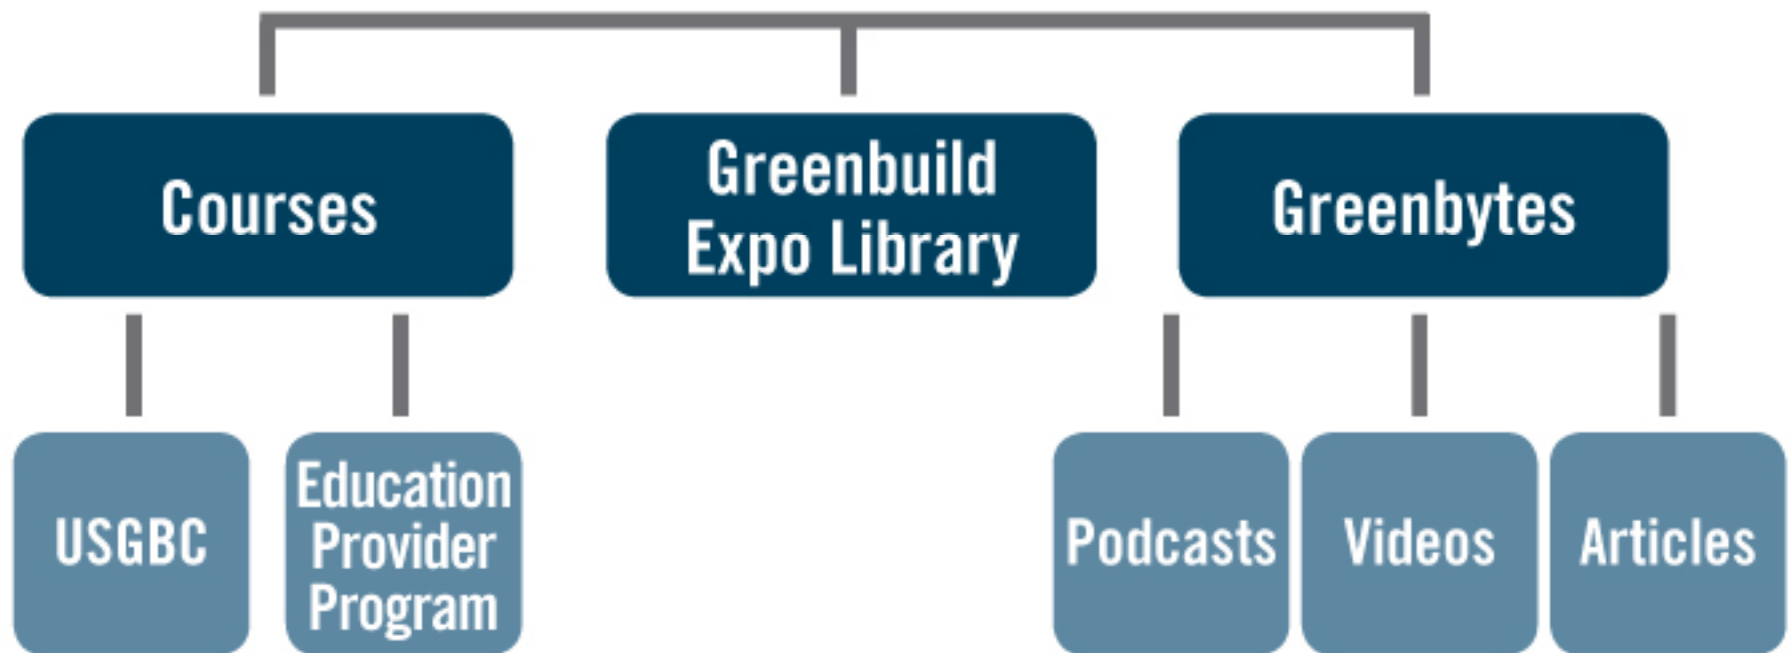 Courses
Greenbuild
Expo Library
Greenbytes
USGBC
Education
Provider
Program
Podcasts
Videos
Articles